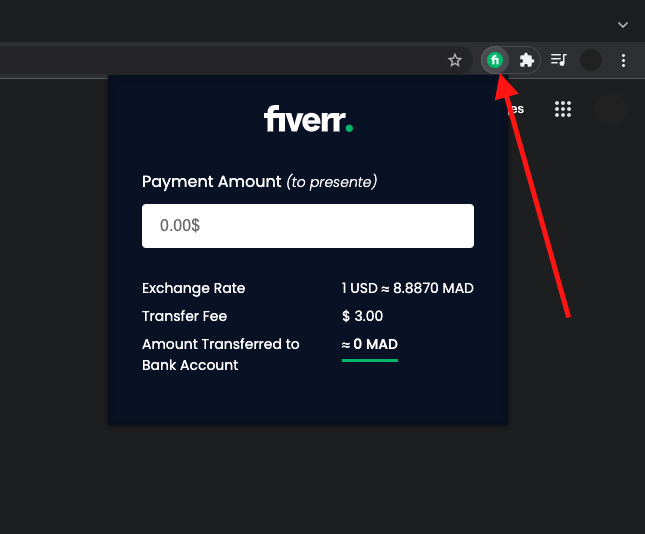 fi
es
fiverr.
Payment Amount (to presente)
0.00$
Exchange Rate 1 USD ≈ 8.8870 MAD
Transfer Fee $ 3.00
Amount Transferred to ≈ 0 MAD
Bank Account